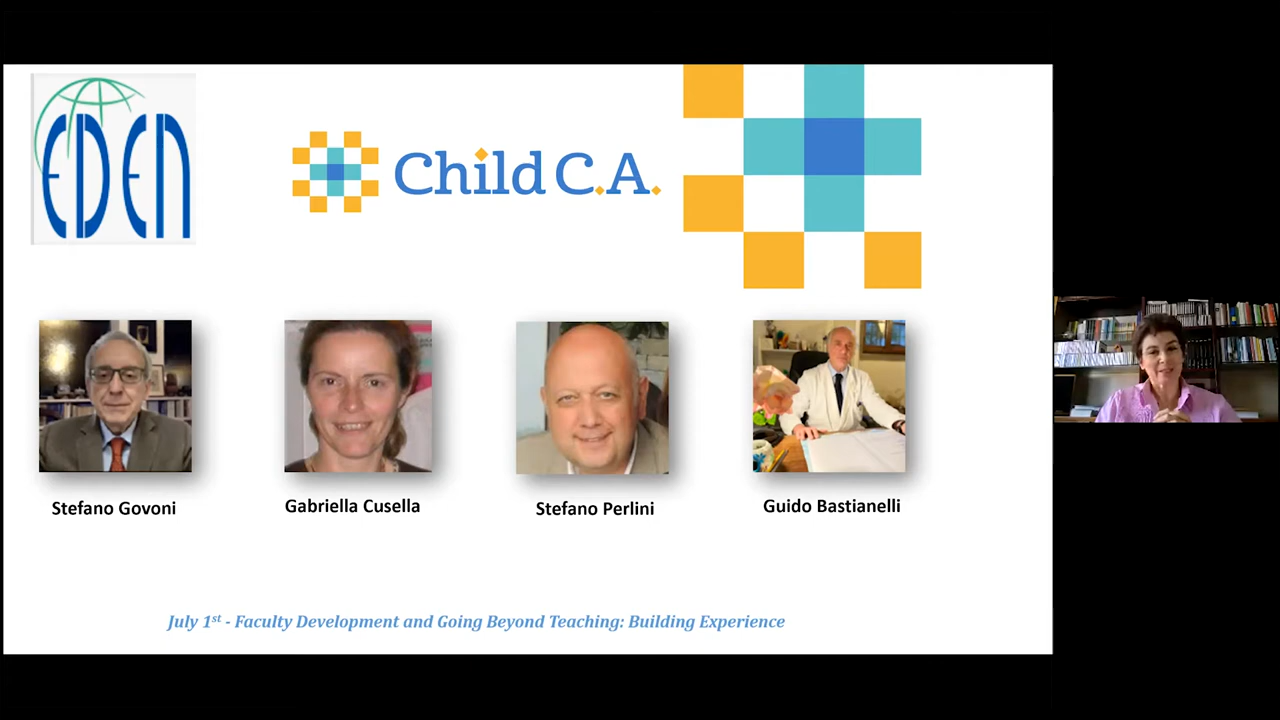 EDEN
Child C.A.
Stefano Govoni
Gabriella Cusella
Stefano Perlini
Guido Bastianelli
July 1st - Faculty Development and Going Beyond Teaching: Building Experience